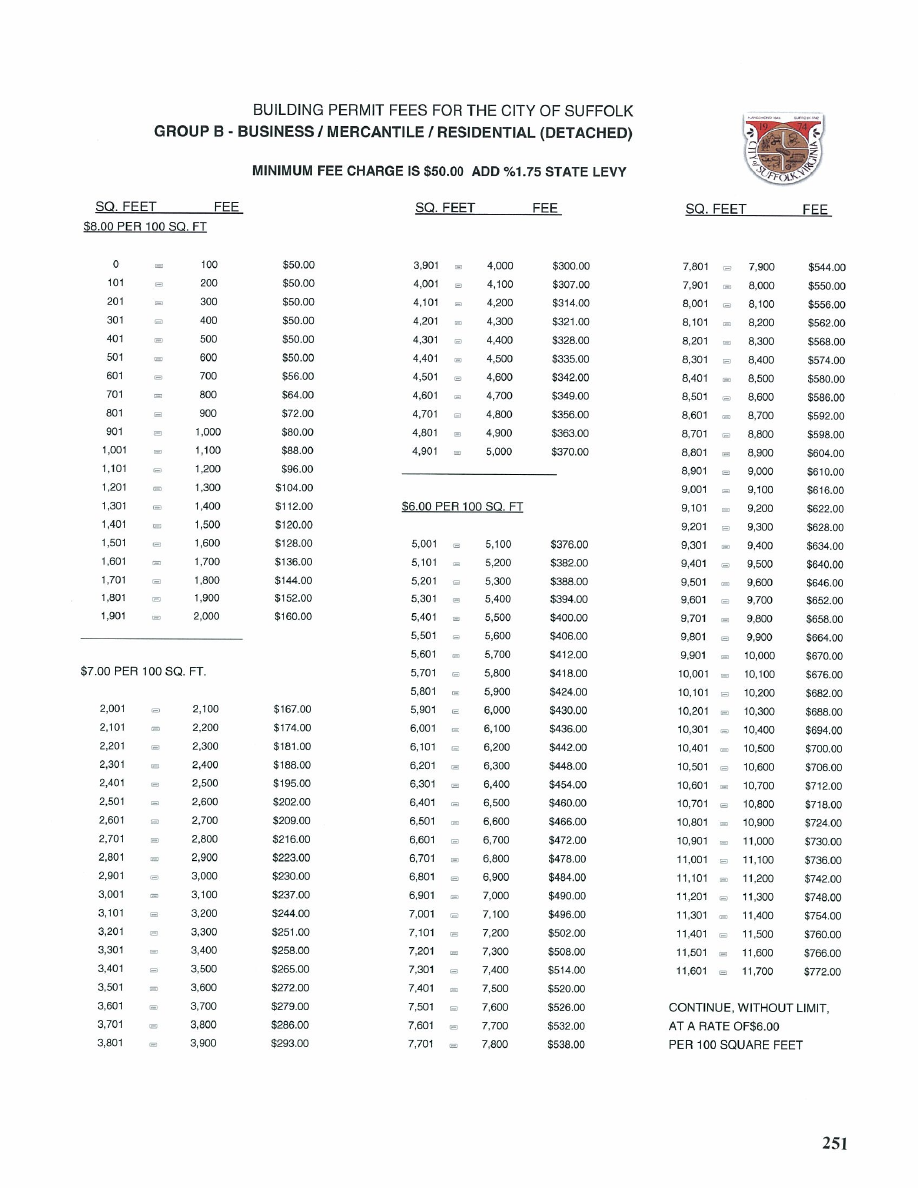 BUILDING PERMIT FEES FOR THE CITY OF SUFFOLK
GROUP B - BUSINESS / MERCANTILE / RESIDENTIAL (DETACHED)
MINIMUM FEE CHARGE IS $50.00 ADD %1.75 STATE LEVY
19 74
CITY of SUFFOLK, VIRGINIA
SQ. FEET FEE
$8.00 PER 100 SQ. FT
0 = 100 $50.00
101 = 200 $50.00
201 = 300 $50.00
301 = 400 $50.00
401 = 500 $50.00
501 = 600 $50.00
601 = 700 $56.00
701 = 800 $64.00
801 = 900 $72.00
901 = 1,000 $80.00
1,001 = 1,100 $88.00
1,101 = 1,200 $96.00
1,201 = 1,300 $104.00
1,301 = 1,400 $112.00
1,401 = 1,500 $120.00
1,501 = 1,600 $128.00
1,601 = 1,700 $136.00
1,701 = 1,800 $144.00
1,801 = 1,900 $152.00
1,901 = 2,000 $160.00
$7.00 PER 100 SQ. FT.
2,001 = 2,100 $167.00
2,101 = 2,200 $174.00
2,201 = 2,300 $181.00
2,301 = 2,400 $188.00
2,401 = 2,500 $195.00
2,501 = 2,600 $202.00
2,601 = 2,700 $209.00
2,701 = 2,800 $216.00
2,801 = 2,900 $223.00
2,901 = 3,000 $230.00
3,001 = 3,100 $237.00
3,101 = 3,200 $244.00
3,201 = 3,300 $251.00
3,301 = 3,400 $258.00
3,401 = 3,500 $265.00
3,501 = 3,600 $272.00
3,601 = 3,700 $279.00
3,701 = 3,800 $286.00
3,801 = 3,900 $293.00
SQ. FEET FEE
3,901 = 4,000 $300.00
4,001 = 4,100 $307.00
4,101 = 4,200 $314.00
4,201 = 4,300 $321.00
4,301 = 4,400 $328.00
4,401 = 4,500 $335.00
4,501 = 4,600 $342.00
4,601 = 4,700 $349.00
4,701 = 4,800 $356.00
4,801 = 4,900 $363.00
4,901 = 5,000 $370.00
$6.00 PER 100 SQ. FT
5,001 = 5,100 $376.00
5,101 = 5,200 $382.00
5,201 = 5,300 $388.00
5,301 = 5,400 $394.00
5,401 = 5,500 $400.00
5,501 = 5,600 $406.00
5,601 = 5,700 $412.00
5,701 = 5,800 $418.00
5,801 = 5,900 $424.00
5,901 = 6,000 $430.00
6,001 = 6,100 $436.00
6,101 = 6,200 $442.00
6,201 = 6,300 $448.00
6,301 = 6,400 $454.00
6,401 = 6,500 $460.00
6,501 = 6,600 $466.00
6,601 = 6,700 $472.00
6,701 = 6,800 $478.00
6,801 = 6,900 $484.00
6,901 = 7,000 $490.00
7,001 = 7,100 $496.00
7,101 = 7,200 $502.00
7,201 = 7,300 $508.00
7,301 = 7,400 $514.00
7,401 = 7,500 $520.00
7,501 = 7,600 $526.00
7,601 = 7,700 $532.00
7,701 = 7,800 $538.00
SQ. FEET FEE
7,801 = 7,900 $544.00
7,901 = 8,000 $550.00
8,001 = 8,100 $556.00
8,101 = 8,200 $562.00
8,201 = 8,300 $568.00
8,301 = 8,400 $574.00
8,401 = 8,500 $580.00
8,501 = 8,600 $586.00
8,601 = 8,700 $592.00
8,701 = 8,800 $598.00
8,801 = 8,900 $604.00
8,901 = 9,000 $610.00
9,001 = 9,100 $616.00
9,101 = 9,200 $622.00
9,201 = 9,300 $628.00
9,301 = 9,400 $634.00
9,401 = 9,500 $640.00
9,501 = 9,600 $646.00
9,601 = 9,700 $652.00
9,701 = 9,800 $658.00
9,801 = 9,900 $664.00
9,901 = 10,000 $670.00
10,001 = 10,100 $676.00
10,101 = 10,200 $682.00
10,201 = 10,300 $688.00
10,301 = 10,400 $694.00
10,401 = 10,500 $700.00
10,501 = 10,600 $706.00
10,601 = 10,700 $712.00
10,701 = 10,800 $718.00
10,801 = 10,900 $724.00
10,901 = 11,000 $730.00
11,001 = 11,100 $736.00
11,101 = 11,200 $742.00
11,201 = 11,300 $748.00
11,301 = 11,400 $754.00
11,401 = 11,500 $760.00
11,501 = 11,600 $766.00
11,601 = 11,700 $772.00
CONTINUE, WITHOUT LIMIT,
AT A RATE OF$6.00
PER 100 SQUARE FEET
251